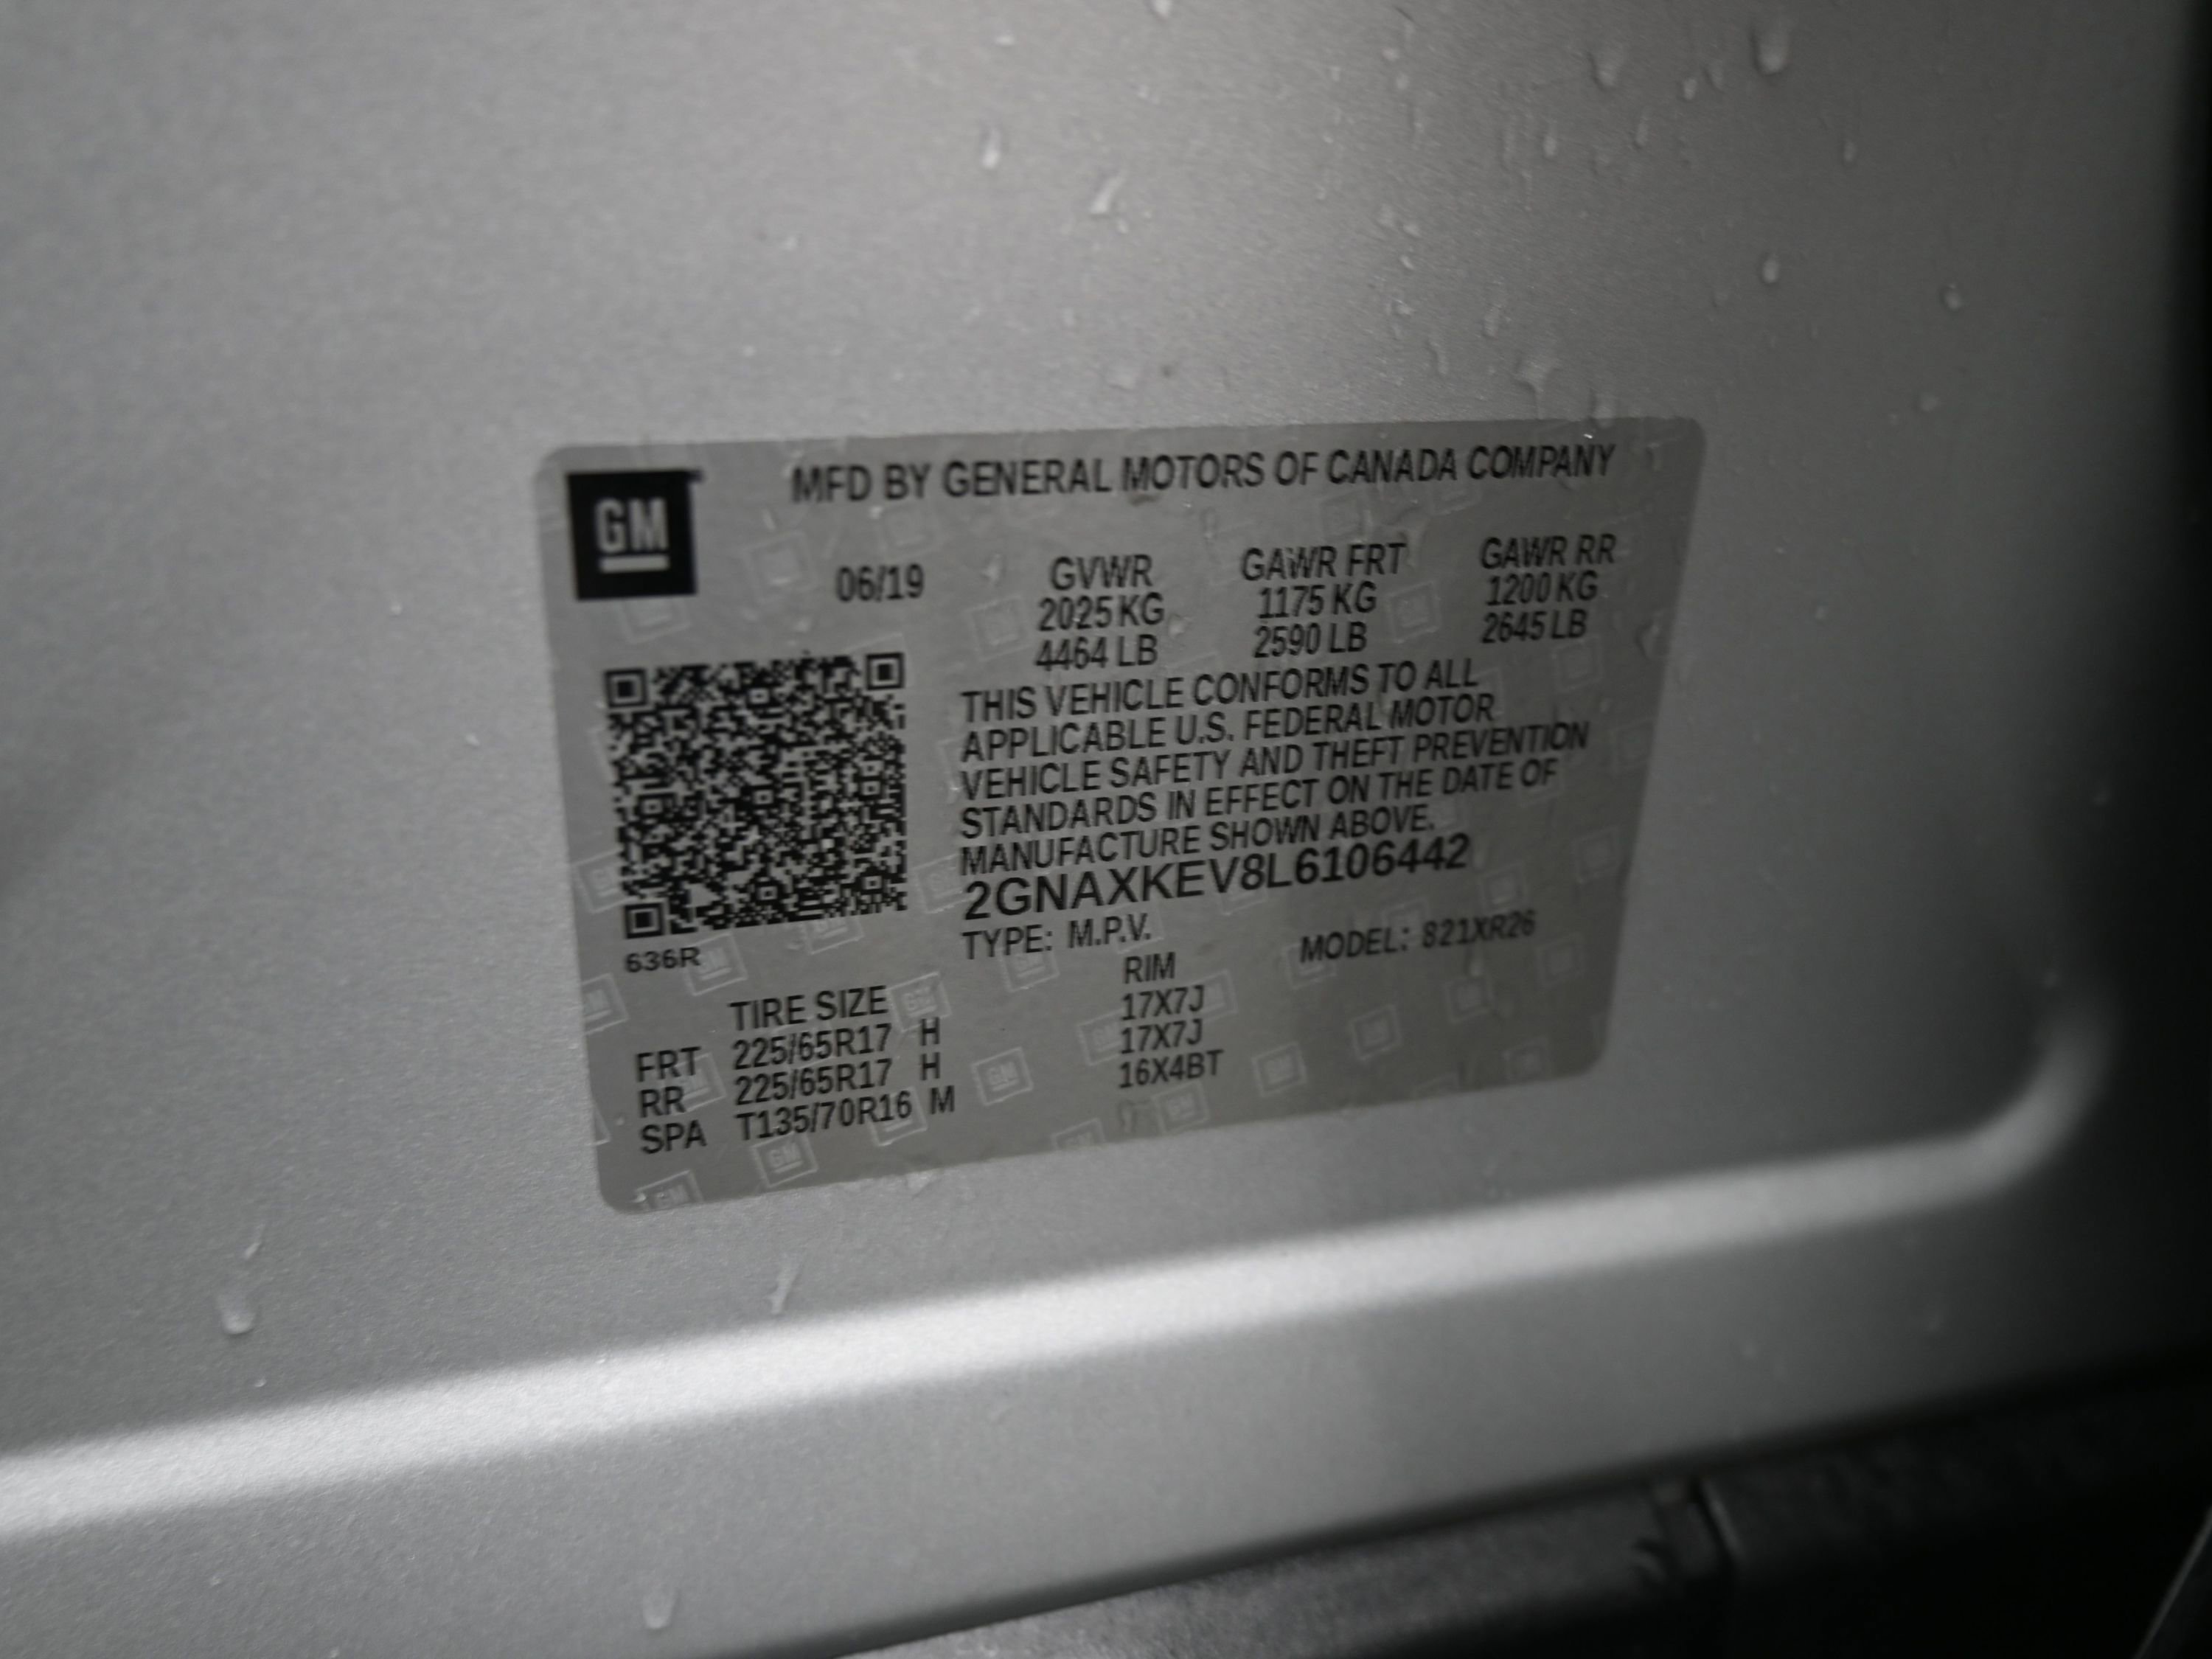 GM
MFD BY GENERAL MOTORS OF CANADA COMPANY
06/19 GVWR GAWR FRT GAWR RR
2025 KG 1175 KG 1200 KG
4464 LB 2590 LB 2645 LB
THIS VEHICLE CONFORMS TO ALL
APPLICABLE U.S. FEDERAL MOTOR
VEHICLE SAFETY AND THEFT PREVENTION
STANDARDS IN EFFECT ON THE DATE OF
MANUFACTURE SHOWN ABOVE.
2GNAXKEV8L6106442
TYPE: M.P.V. MODEL: 821XR26
636R
TIRE SIZE RIM
FRT 225/65R17 H 17X7J
RR 225/65R17 H 17X7J
SPA T135/70R16 M 16X4BT